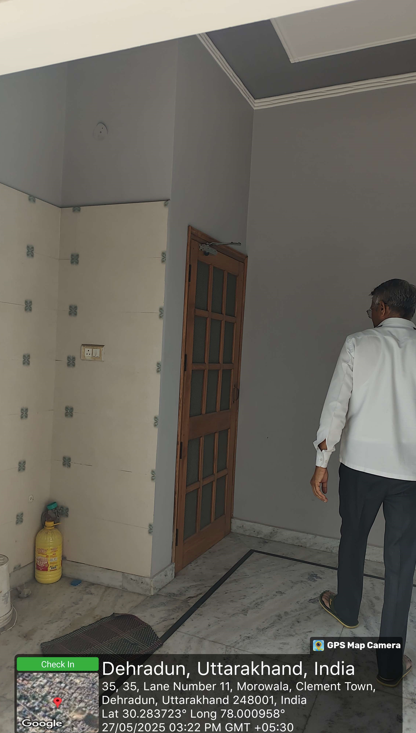 GPS Map Camera
Check In
Dehradun, Uttarakhand, India
35, 35, Lane Number 11, Morowala, Clement Town,
Dehradun, Uttarakhand 248001, India
Lat 30.283723° Long 78.000958°
27/05/2025 03:22 PM GMT +05:30
Google